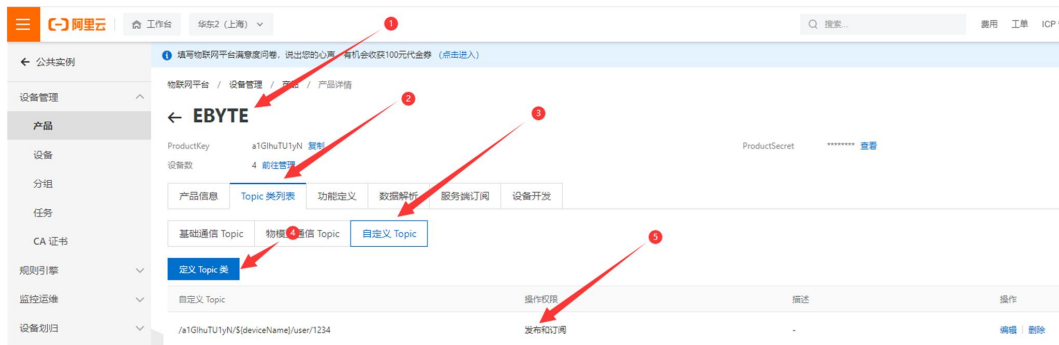 阿里云 工作台 华东2（上海） 搜索... 费用 工单 ICP
1
公共实例
填写物联网平台满意度问卷，说出您的心声，有机会收获100元代金券 （点击进入）
设备管理
物联网平台 / 设备管理 / 产品 / 产品详情
2
3
EBYTE
产品
ProductKey a1GIhuTU1yN 复制 ProductSecret ******** 查看
设备
设备数 4 前往管理
分组
产品信息 Topic 类列表 功能定义 数据解析 服务端订阅 设备开发
任务
基础通信 Topic 物模型通信 Topic 自定义 Topic
4
5
CA 证书
规则引擎
定义 Topic 类
监控运维
自定义 Topic 操作权限 描述 操作
设备划归
/a1GIhuTU1yN/${deviceName}/user/1234 发布和订阅 - 编辑 删除